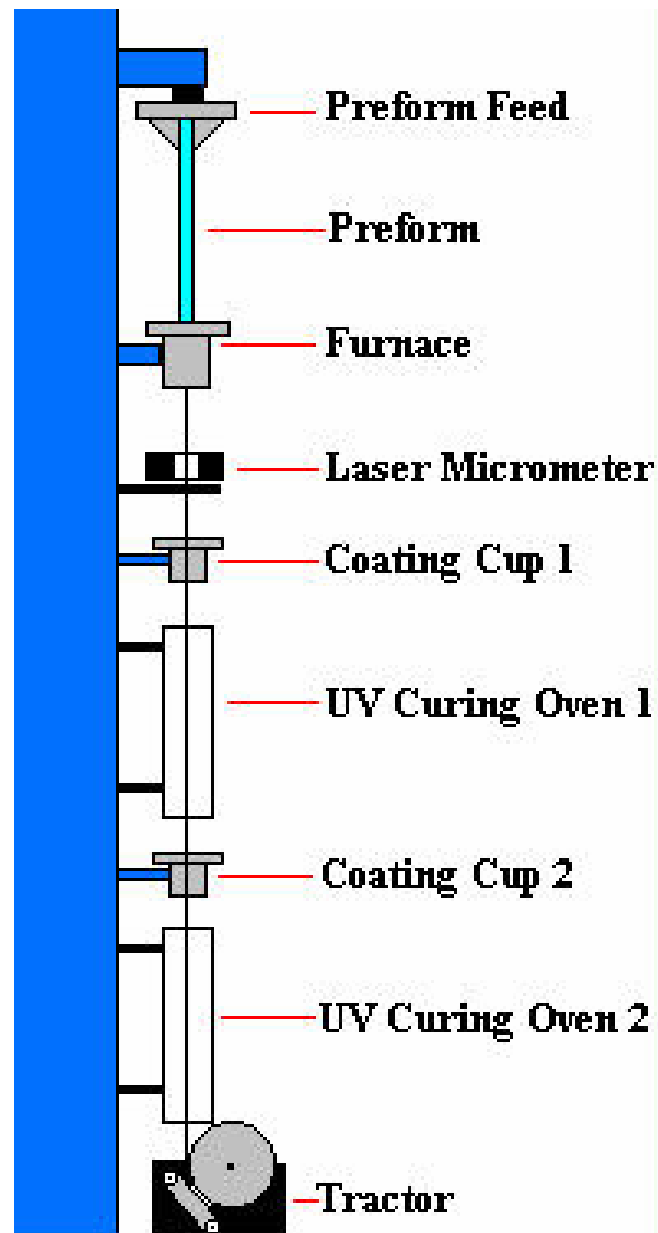 Preform Feed
Preform
Furnace
Laser Micrometer
Coating Cup 1
UV Curing Oven 1
Coating Cup 2
UV Curing Oven 2
Tractor